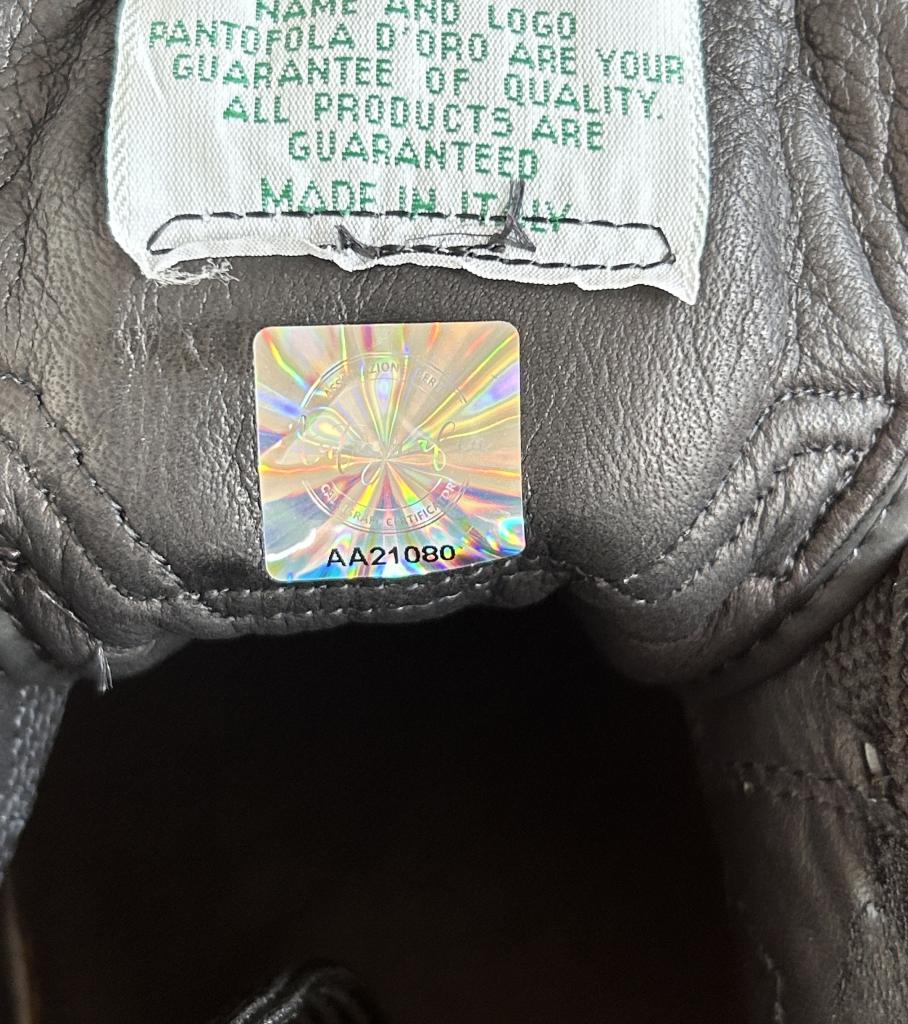 NAME AND LOGO
PANTOFOLA D'ORO ARE YOUR
GUARANTEE OF QUALITY.
ALL PRODUCTS ARE
GUARANTEED
MADE IN ITALY
AA21080